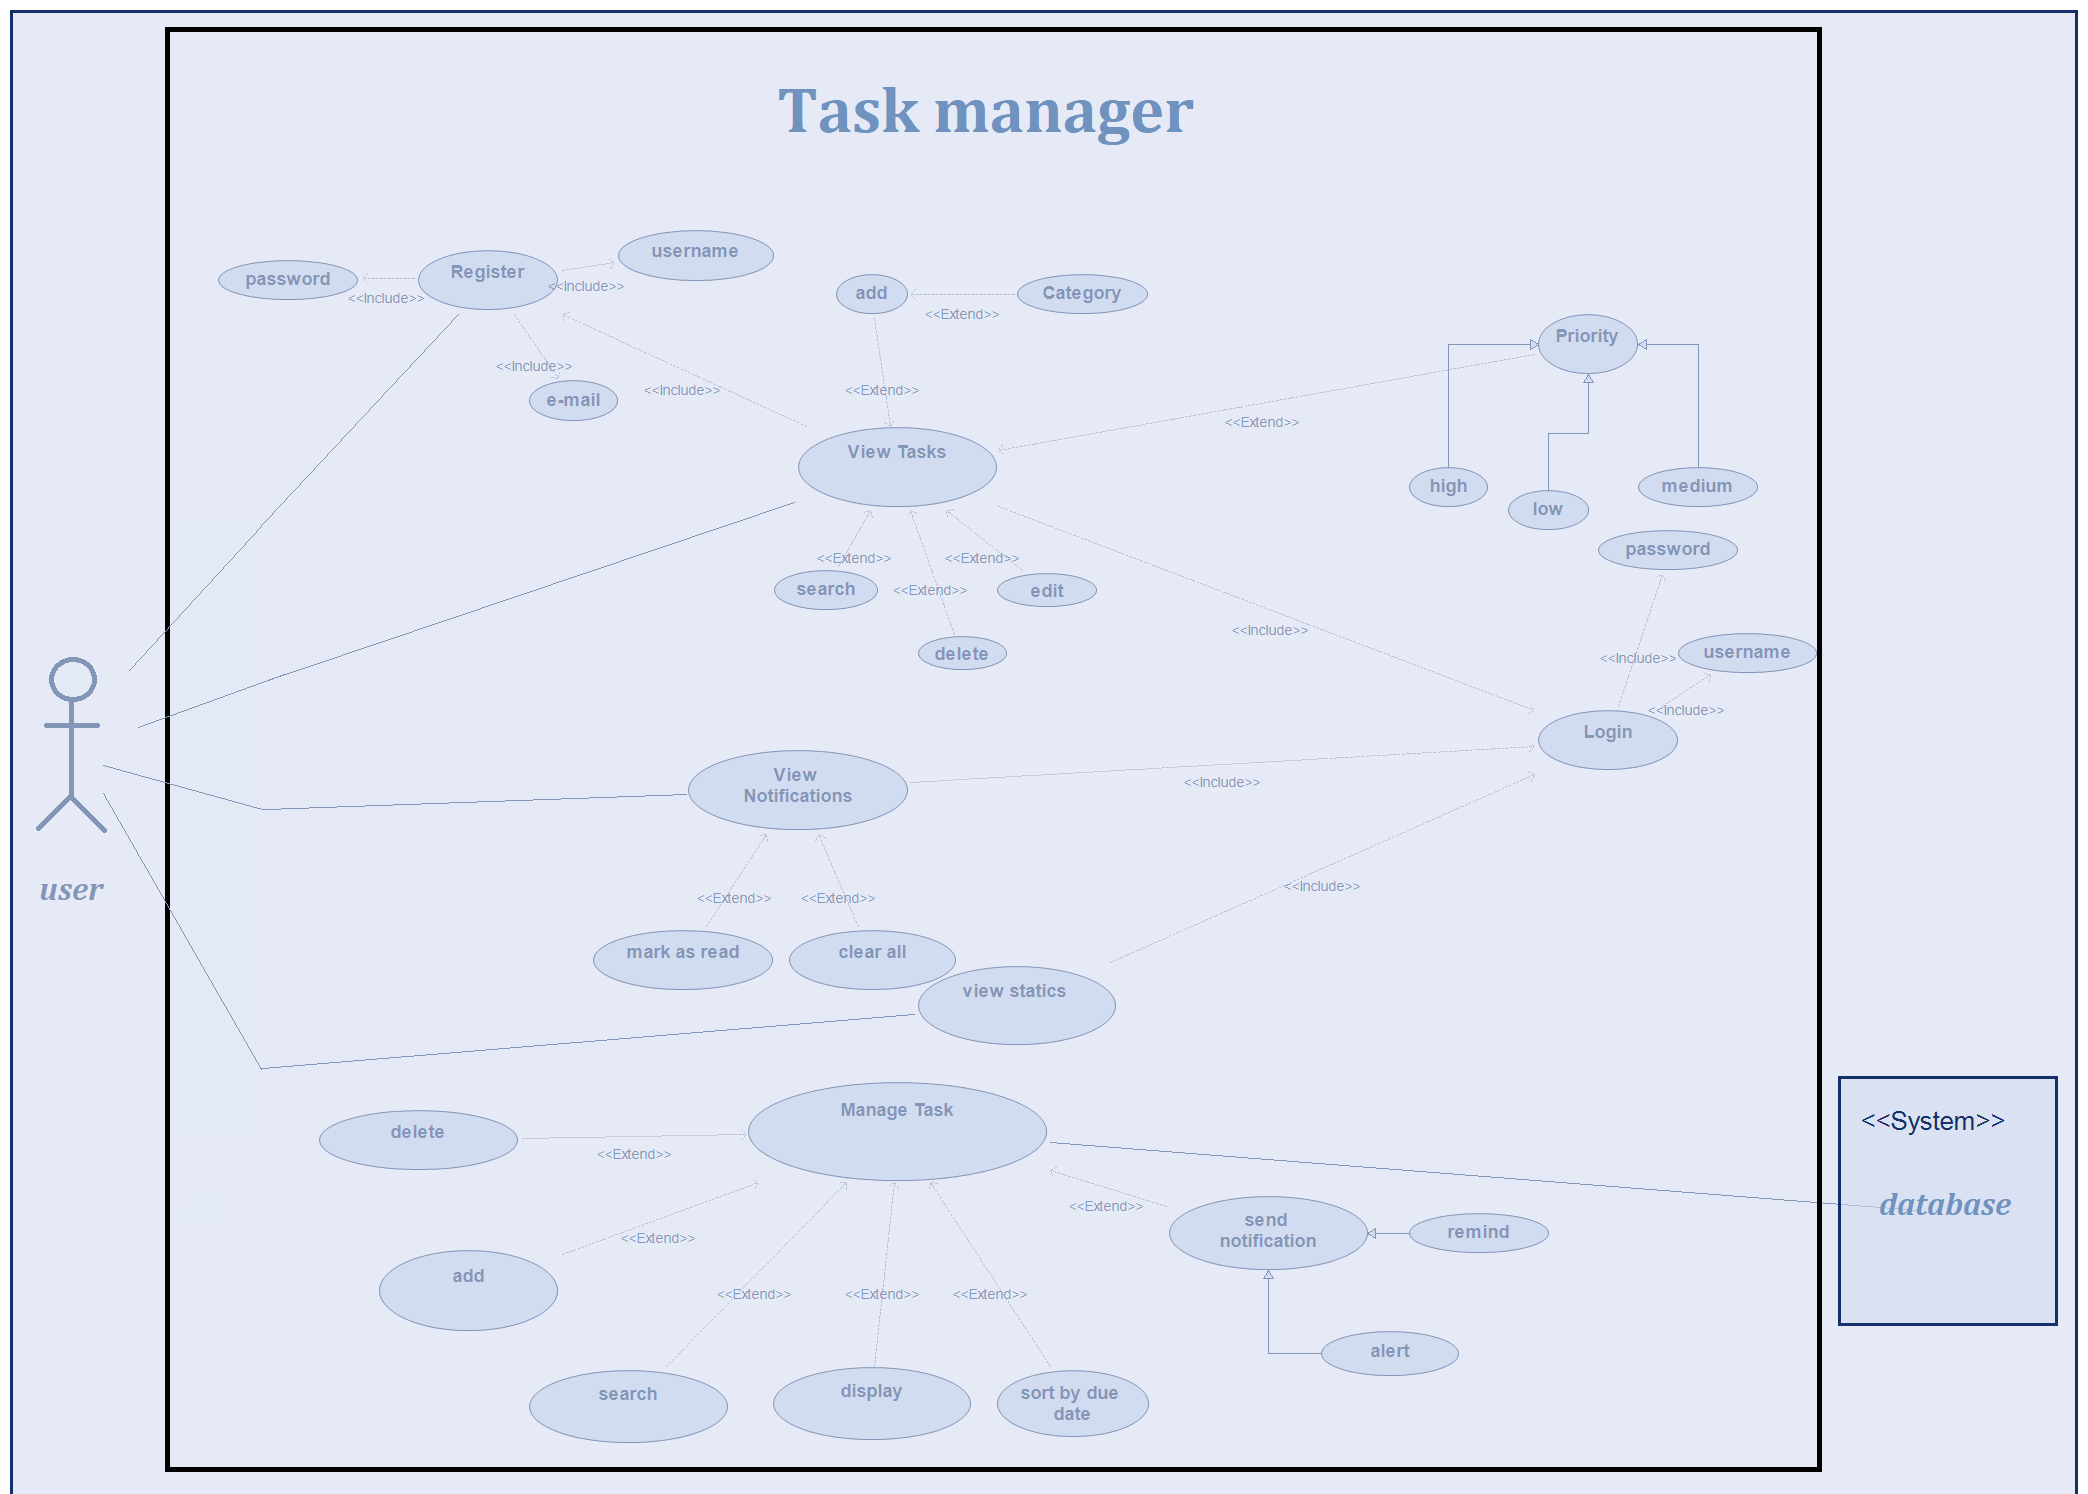 Task manager
username
password
Register
<<Include>>
<<Include>>
<<Include>>
e-mail
<<Include>>
add
Category
<<Extend>>
<<Extend>>
Priority
<<Extend>>
View Tasks
high
low
medium
<<Extend>>
<<Extend>>
<<Extend>>
search
edit
delete
password
<<Include>>
<<Include>>
username
<<Include>>
Login
View
Notifications
<<Include>>
user
<<Extend>>
<<Extend>>
<<Include>>
mark as read
clear all
view statics
Manage Task
delete
<<Extend>>
<<System>>
database
<<Extend>>
send
notification
remind
<<Extend>>
add
<<Extend>>
<<Extend>>
<<Extend>>
alert
search
display
sort by due
date